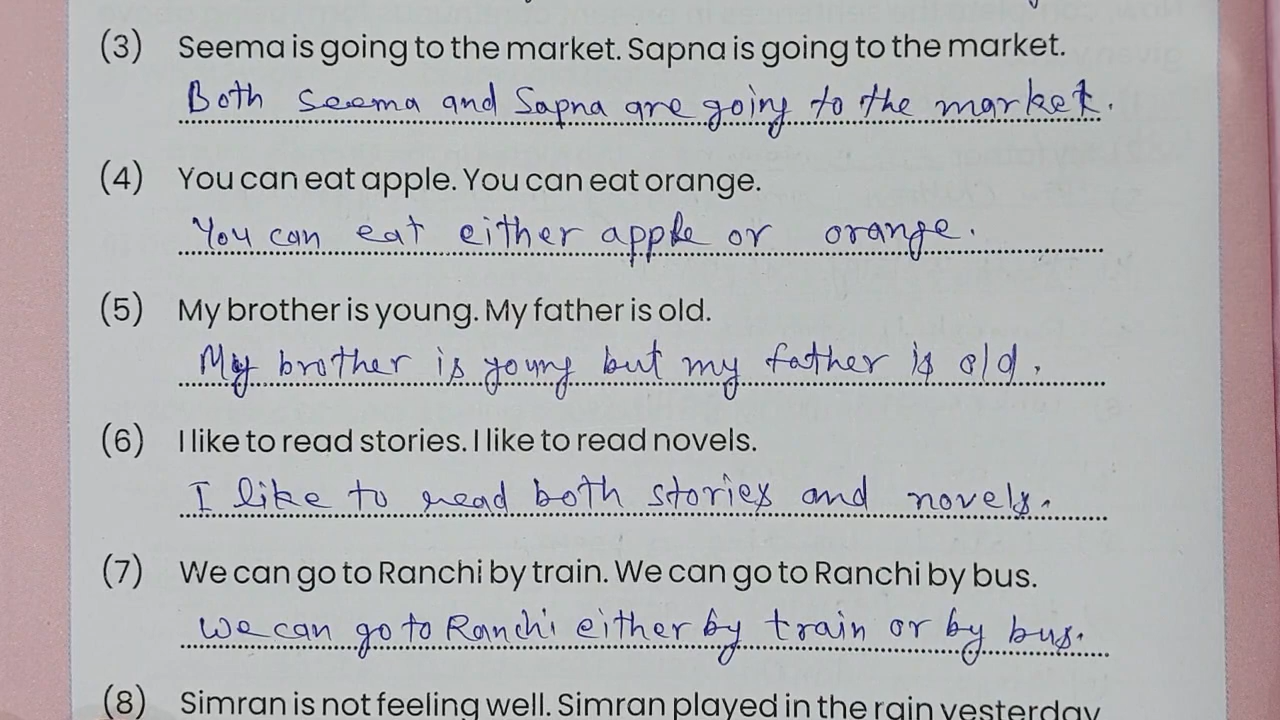 (3) Seema is going to the market. Sapna is going to the market.
Both Seema and Sapna are going to the market.
(4) You can eat apple. You can eat orange.
You can eat either apple or orange.
(5) My brother is young. My father is old.
My brother is young but my father is old.
(6) I like to read stories. I like to read novels.
I like to read both stories and novels.
(7) We can go to Ranchi by train. We can go to Ranchi by bus.
We can go to Ranchi either by train or by bus.
(8) Simran is not feeling well. Simran played in the rain yesterday